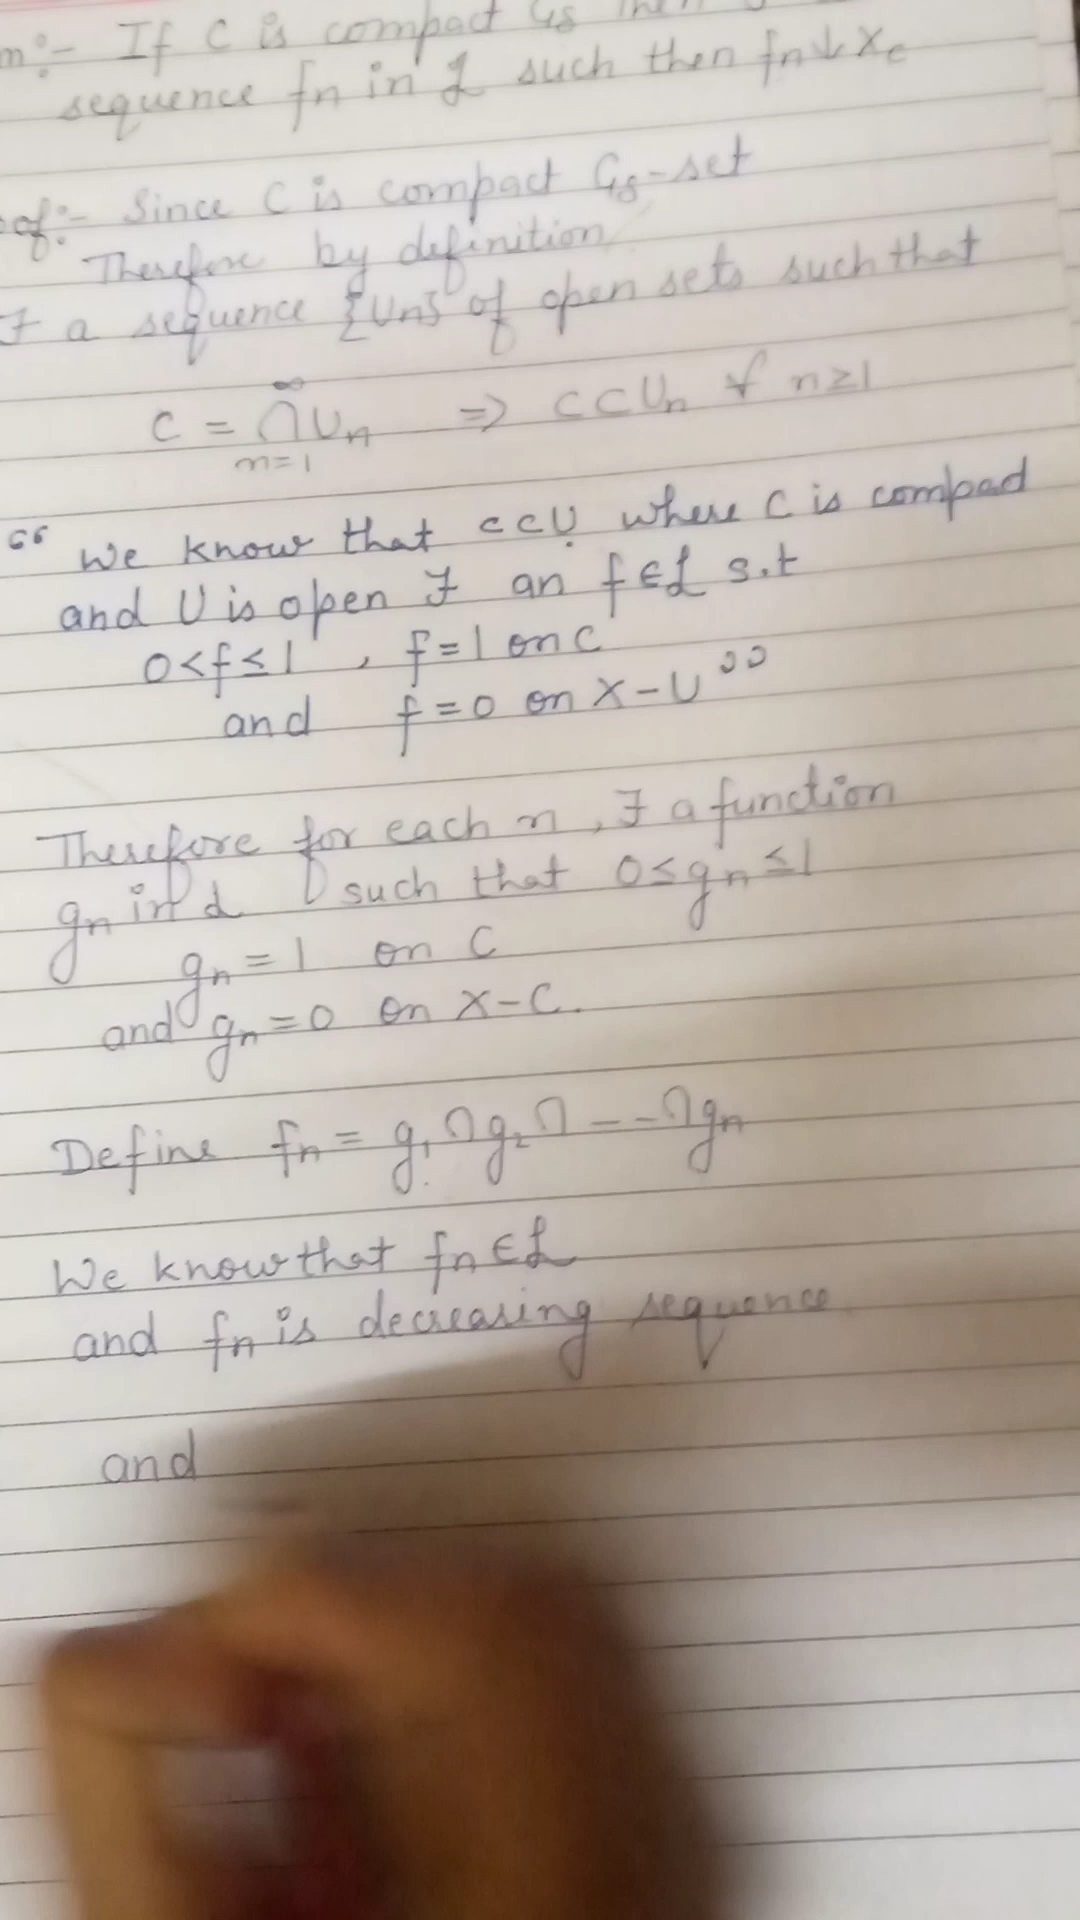 m:- If C is compact Gδ
sequence fn in L such then fn↓ χc
of:- Since C is compact Gδ-set
Therefore by definition
∃ a sequence {Un} of open sets such that
C = ∩Un ⇒ C⊂Un ∀ n≥1
∞
n=1
“ We know that C⊂U where C is compad
and U is open ∃ an f∈L s.t
0<f≤1 , f=1 on C
and f=0 on X-U ”
Therefore for each n, ∃ a function
gn in L such that 0≤gn≤1
gn=1 on C
and gn=0 on X-C.
Define fn = g1∩g2∩---∩gn
We know that fn∈L
and fn is decreasing sequence
and